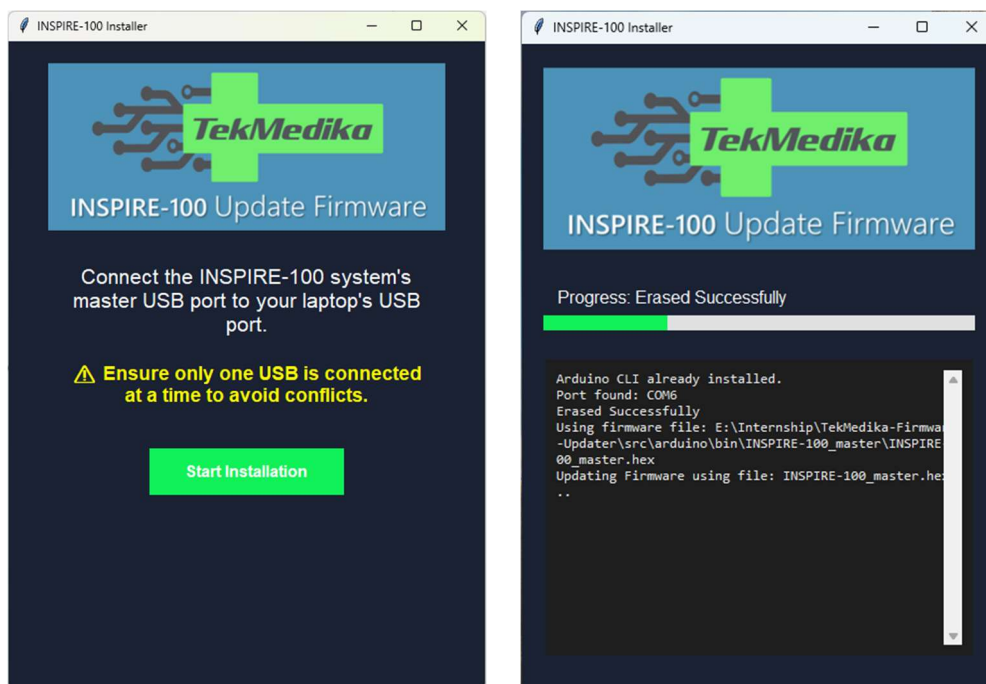 INSPIRE-100 Installer
TekMedika
INSPIRE-100 Update Firmware
Connect the INSPIRE-100 system's
master USB port to your laptop's USB
port.
⚠ Ensure only one USB is connected
at a time to avoid conflicts.
Start Installation
INSPIRE-100 Installer
TekMedika
INSPIRE-100 Update Firmware
Progress: Erased Successfully
Arduino CLI already installed.
Port found: COM6
Erased Successfully
Using firmware file: E:\Internship\TekMedika-Firmwa
-Updater\src\arduino\bin\INSPIRE-100_master\INSPIRE
00_master.hex
Updating Firmware using file: INSPIRE-100_master.he
..